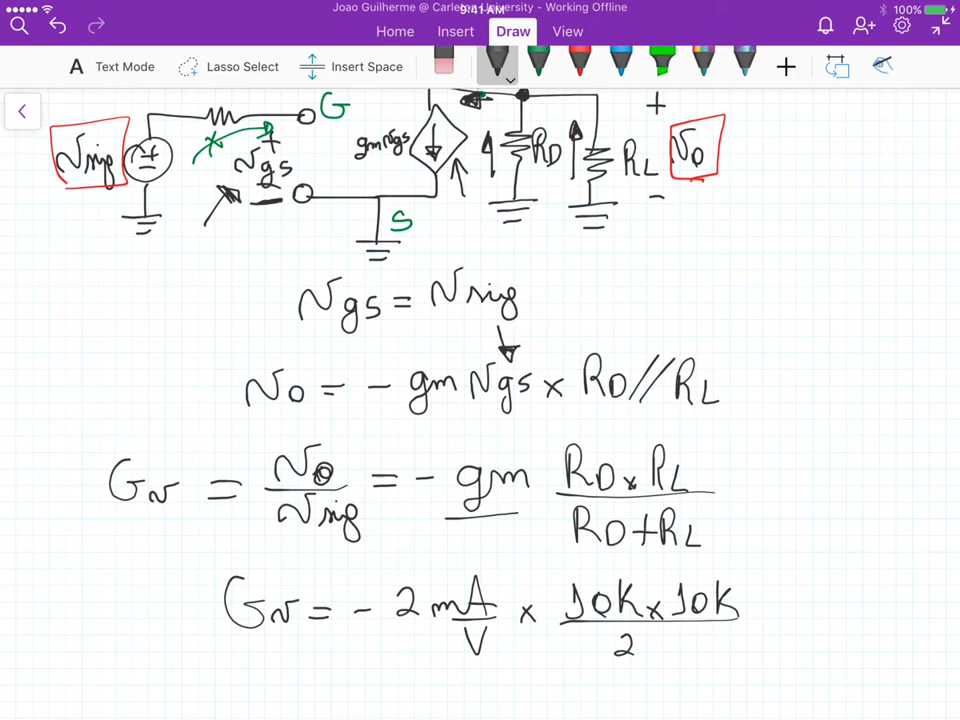 Joao Guilherme @ Carleton University - Working Offline
9:41 AM
100%
Home Insert Draw View
Text Mode Lasso Select Insert Space
G
+
vsig
+
-
+
vgs
-
gm vgs
RD
RL
vo
-
S
vgs = vsig
vo = - gm vgs x RD//RL
Gv = vo/vsig = - gm (RD x RL)/(RD+RL)
Gv = - 2 mA/V x 10K x 10K/2